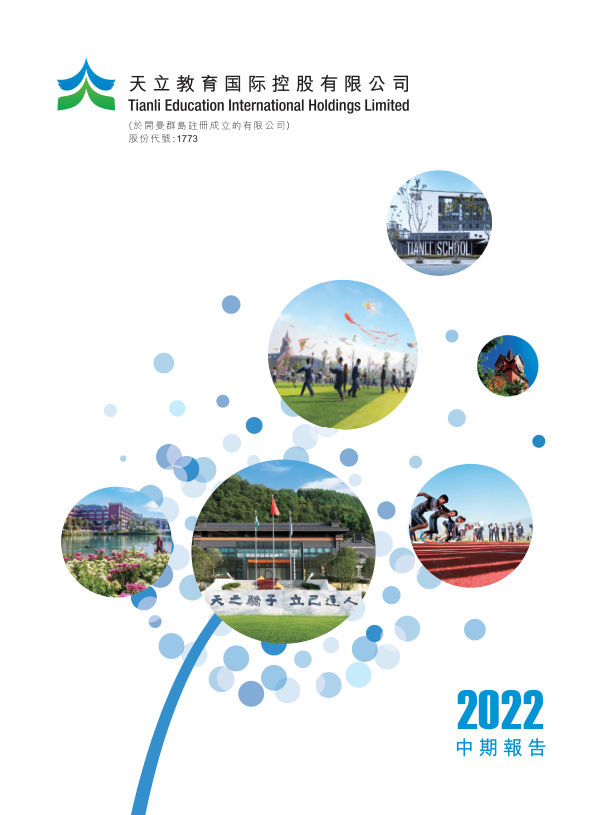 天立教育国际控股有限公司
Tianli Education International Holdings Limited
(於開曼群島註冊成立的有限公司)
股份代號:1773
TIANLI SCHOOL
天之驕子 立己達人
2022
中期報告